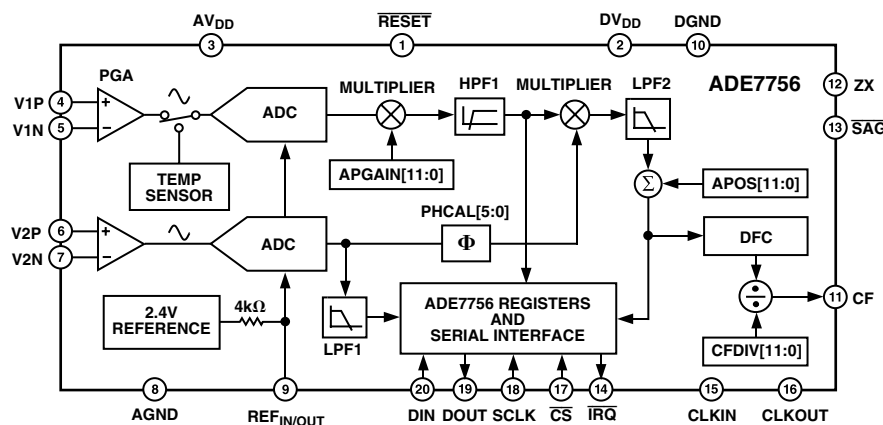 AVDD
RESET
DVDD
DGND
3
1
2
10
PGA
ADE7756
MULTIPLIER
HPF1
MULTIPLIER
LPF2
12
ZX
V1P
4
+
ADC
V1N
5
−
13
SAG
TEMP
SENSOR
APGAIN[11:0]
Σ
APOS[11:0]
V2P
6
+
PHCAL[5:0]
ADC
Φ
DFC
V2N
7
−
2.4V
REFERENCE
4kΩ
LPF1
ADE7756 REGISTERS
AND
SERIAL INTERFACE
÷
11
CF
CFDIV[11:0]
8
9
20
19
18
17
14
15
16
AGND
REFIN/OUT
DIN
DOUT
SCLK
CS
IRQ
CLKIN
CLKOUT